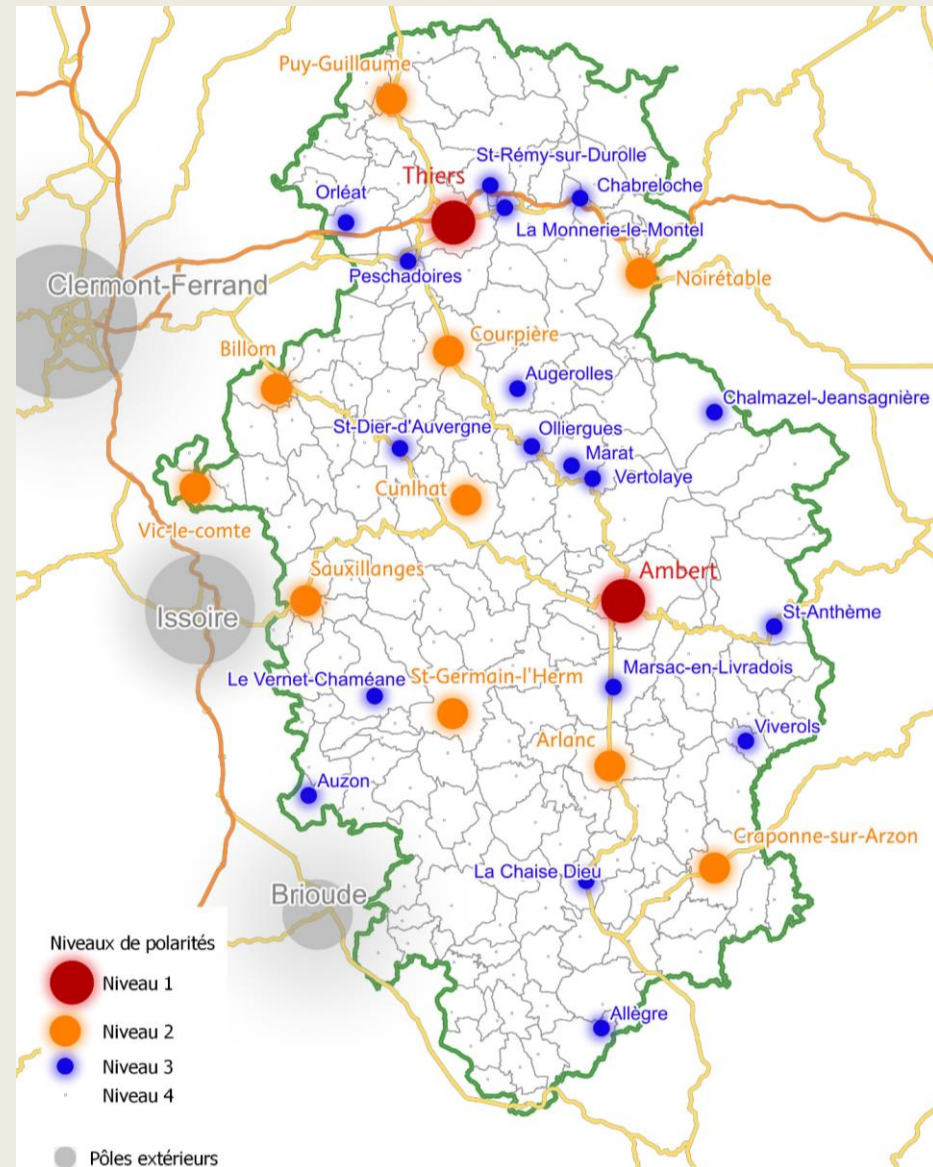 Puy-Guillaume
St-Rémy-sur-Durolle
Thiers
Chabreloche
Orléat
La Monnerie-le-Montel
Peschadoires
Clermont-Ferrand
Noirétable
Courpière
Billom
Augerolles
Chalmazel-Jeansagnière
St-Dier-d'Auvergne
Olliergues
Marat
Vertolaye
Cunlhat
Vic-le-comte
Sauxillanges
Ambert
Issoire
St-Anthème
Le Vernet-Chaméane
St-Germain-l'Herm
Marsac-en-Livradois
Viverols
Arlanc
Auzon
Craponne-sur-Arzon
La Chaise Dieu
Brioude
Allègre
Niveaux de polarités
Niveau 1
Niveau 2
Niveau 3
Niveau 4
Pôles extérieurs